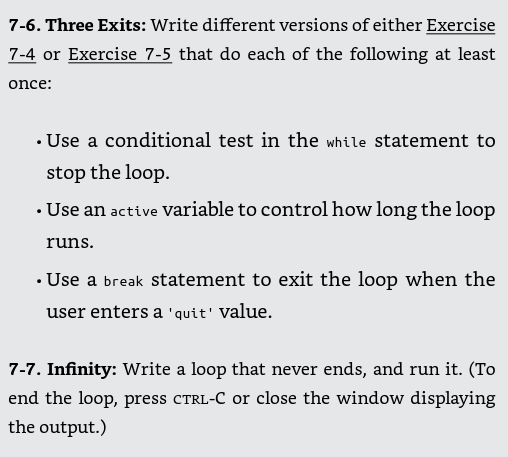 7-6. Three Exits: Write different versions of either Exercise
7-4 or Exercise 7-5 that do each of the following at least
once:
• Use a conditional test in the while statement to
stop the loop.
• Use an active variable to control how long the loop
runs.
• Use a break statement to exit the loop when the
user enters a 'quit' value.
7-7. Infinity: Write a loop that never ends, and run it. (To
end the loop, press CTRL-C or close the window displaying
the output.)